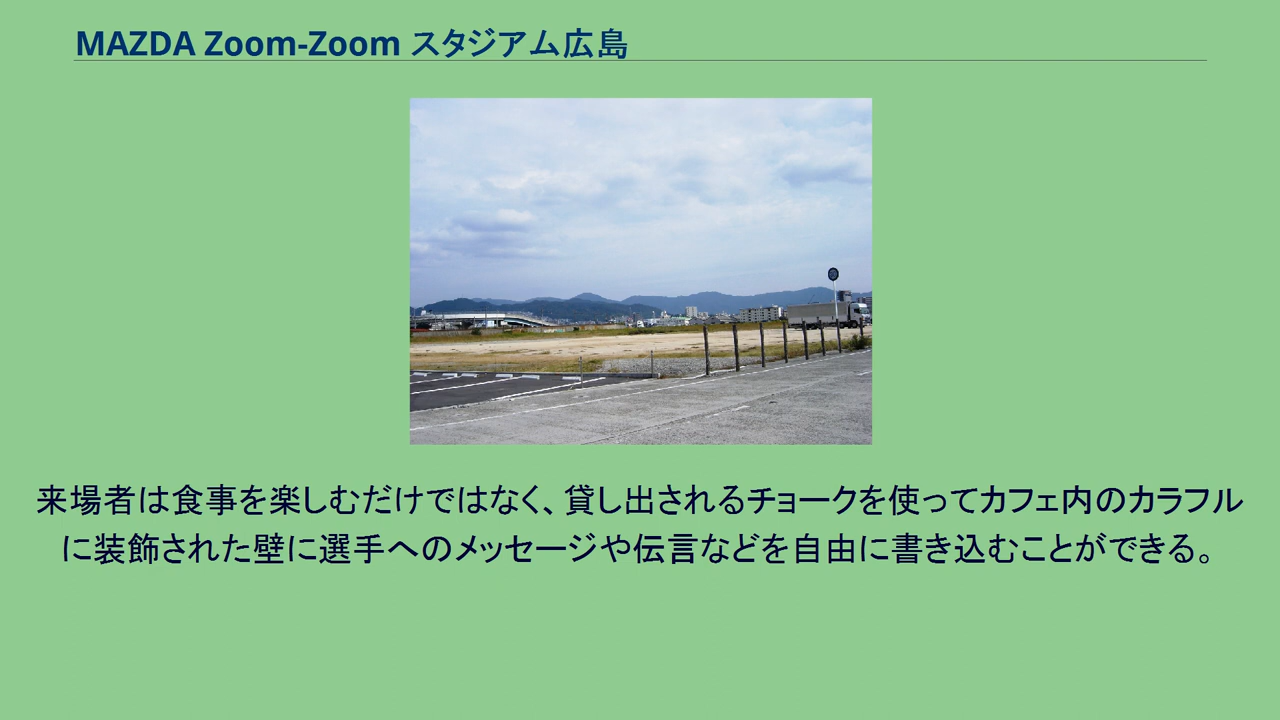 MAZDA Zoom-Zoom スタジアム広島
来場者は食事を楽しむだけではなく、貸し出されるチョークを使ってカフェ内のカラフル
に装飾された壁に選手へのメッセージや伝言などを自由に書き込むことができる。